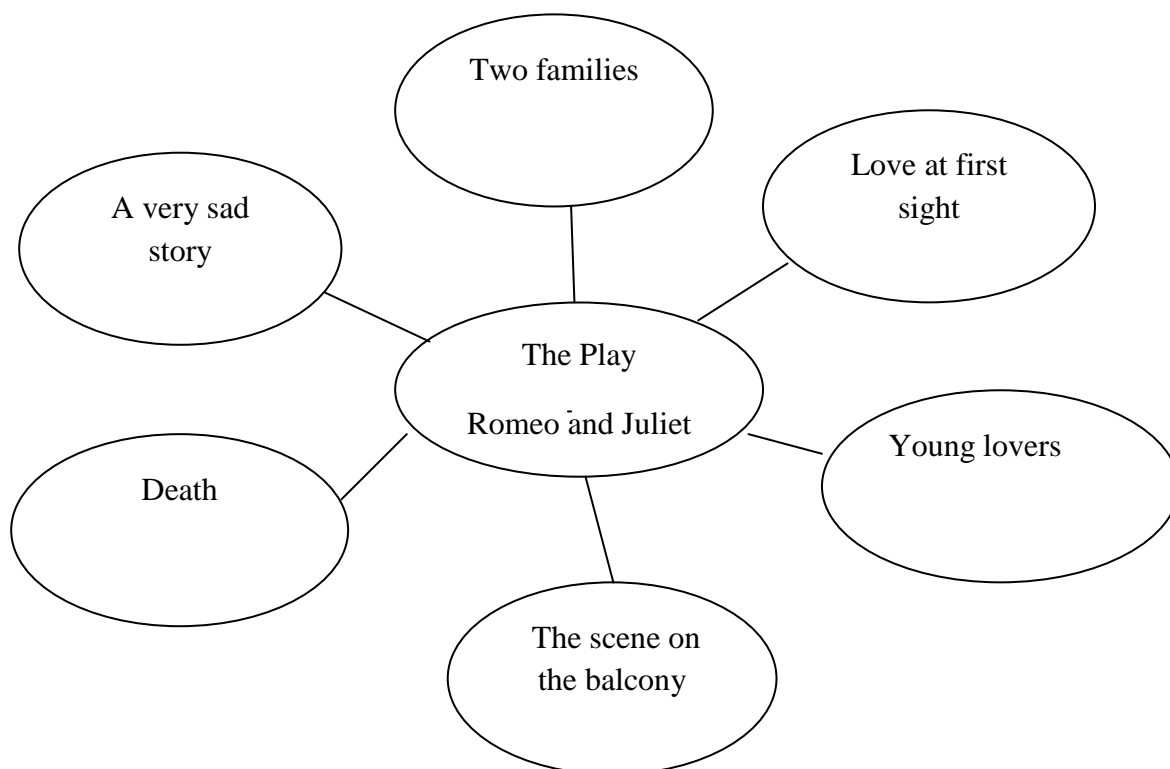 Two families
Love at first
sight
A very sad
story
The Play
Romeo and Juliet
Young lovers
Death
The scene on
the balcony